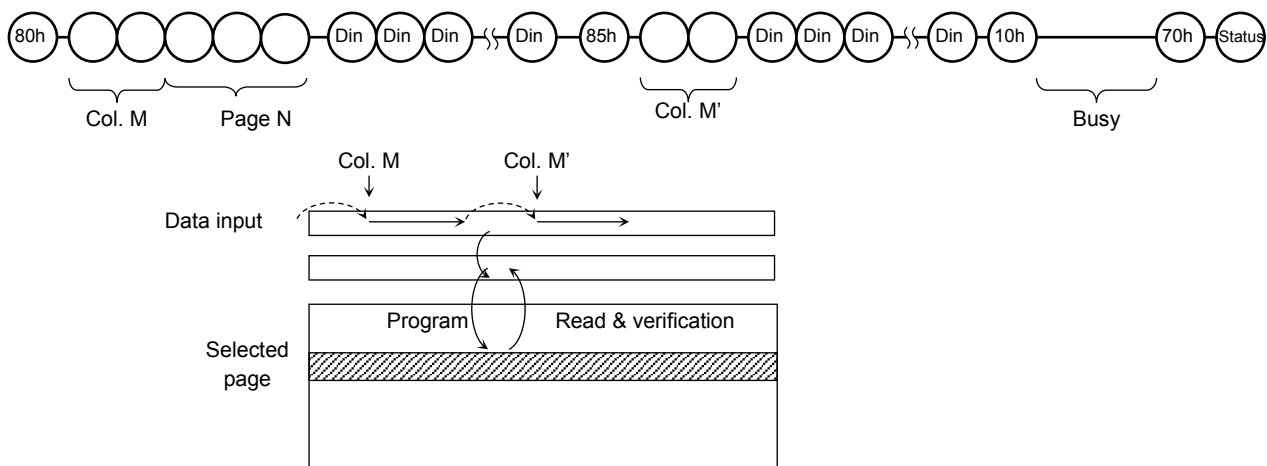 80h Din Din Din Din 85h Din Din Din Din 10h 70h Status
Col. M Page N Col. M’ Busy
Col. M Col. M’
Data input
Program Read & verification
Selected
page